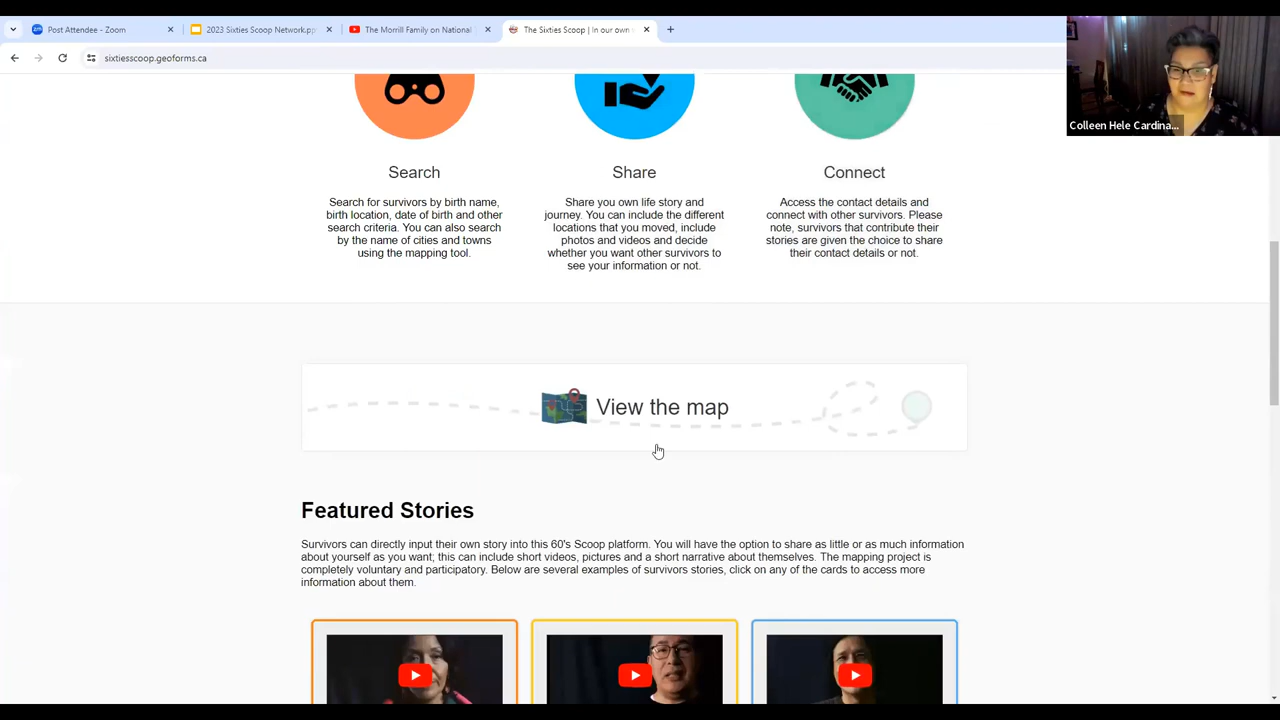 Post Attendee - Zoom
2023 Sixties Scoop Network.pp
The Morrill Family on National
The Sixties Scoop | In our own
sixtiesscoop.geoforms.ca
Colleen Hele Cardina...
Search
Share
Connect
Search for survivors by birth name,
birth location, date of birth and other
search criteria. You can also search
by the name of cities and towns
using the mapping tool.
Share you own life story and
journey. You can include the different
locations that you moved, include
photos and videos and decide
whether you want other survivors to
see your information or not.
Access the contact details and
connect with other survivors. Please
note, survivors that contribute their
stories are given the choice to share
their contact details or not.
View the map
Featured Stories
Survivors can directly input their own story into this 60's Scoop platform. You will have the option to share as little or as much information
about yourself as you want; this can include short videos, pictures and a short narrative about themselves. The mapping project is
completely voluntary and participatory. Below are several examples of survivors stories, click on any of the cards to access more
information about them.